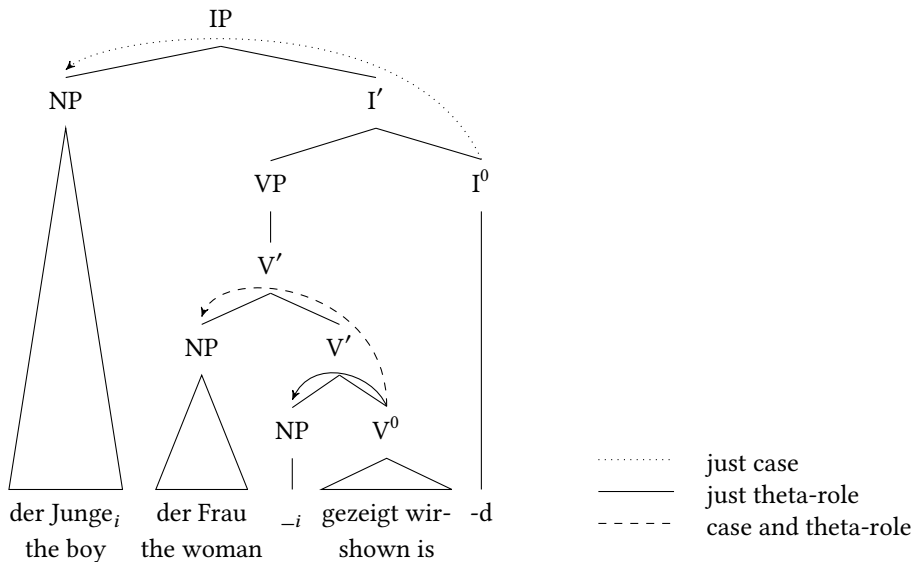 IP
NP I′
VP I⁰
V′
NP V′
NP V⁰
der Jungeᵢ der Frau _ᵢ gezeigt wir- -d
the boy the woman shown is
just case
just theta-role
case and theta-role